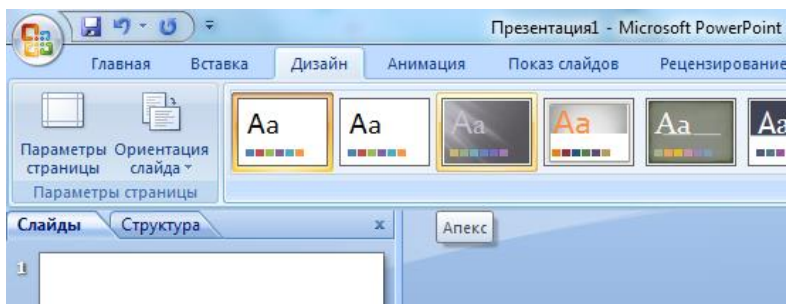 Презентация1 - Microsoft PowerPoint
Главная Вставка Дизайн Анимация Показ слайдов Рецензирование
Параметры страницы Ориентация слайда
Aa Aa Aa Aa Aa Aa
Параметры страницы
Слайды Структура x
Апекс
1